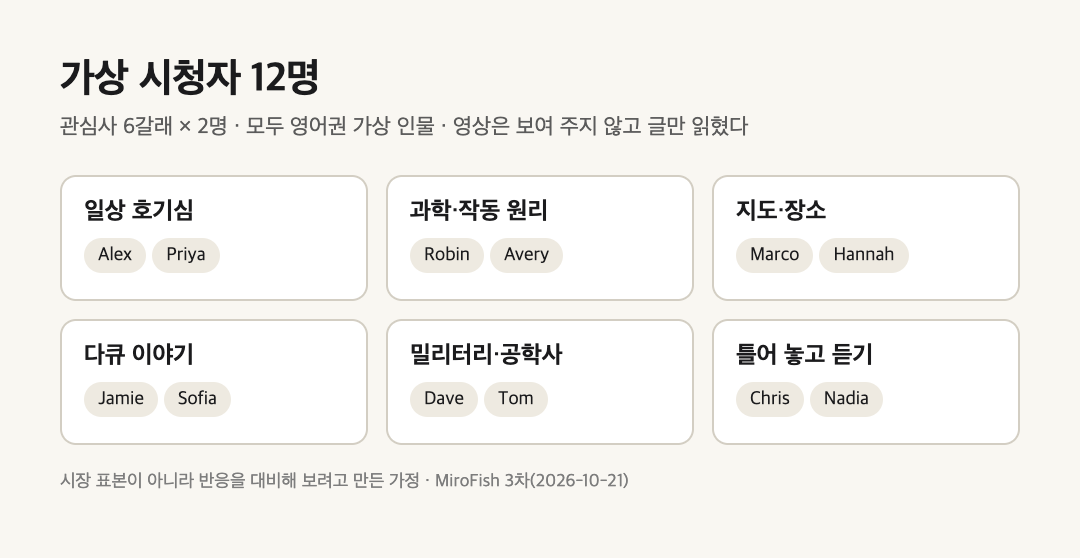 가상 시청자 12명
관심사 6갈래 × 2명 · 모두 영어권 가상 인물 · 영상은 보여 주지 않고 글만 읽혔다
일상 호기심
Alex Priya
과학·작동 원리
Robin Avery
지도·장소
Marco Hannah
다큐 이야기
Jamie Sofia
밀리터리·공학사
Dave Tom
틀어 놓고 듣기
Chris Nadia
시장 표본이 아니라 반응을 대비해 보려고 만든 가정 · MiroFish 3차(2026-10-21)